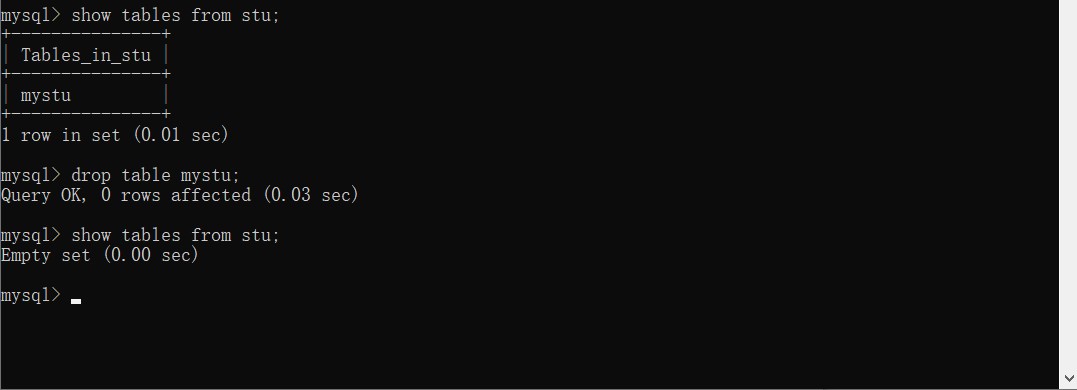 mysql> show tables from stu;
+---------------+
| Tables_in_stu |
+---------------+
| mystu         |
+---------------+
1 row in set (0.01 sec)
mysql> drop table mystu;
Query OK, 0 rows affected (0.03 sec)
mysql> show tables from stu;
Empty set (0.00 sec)
mysql>